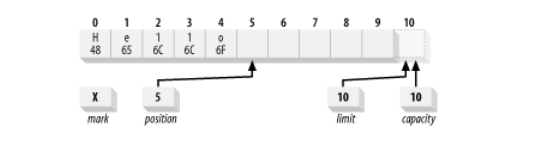 0 1 2 3 4 5 6 7 8 9 10
H e l l o
48 65 6C 6C 6F
X 5 10 10
mark position limit capacity